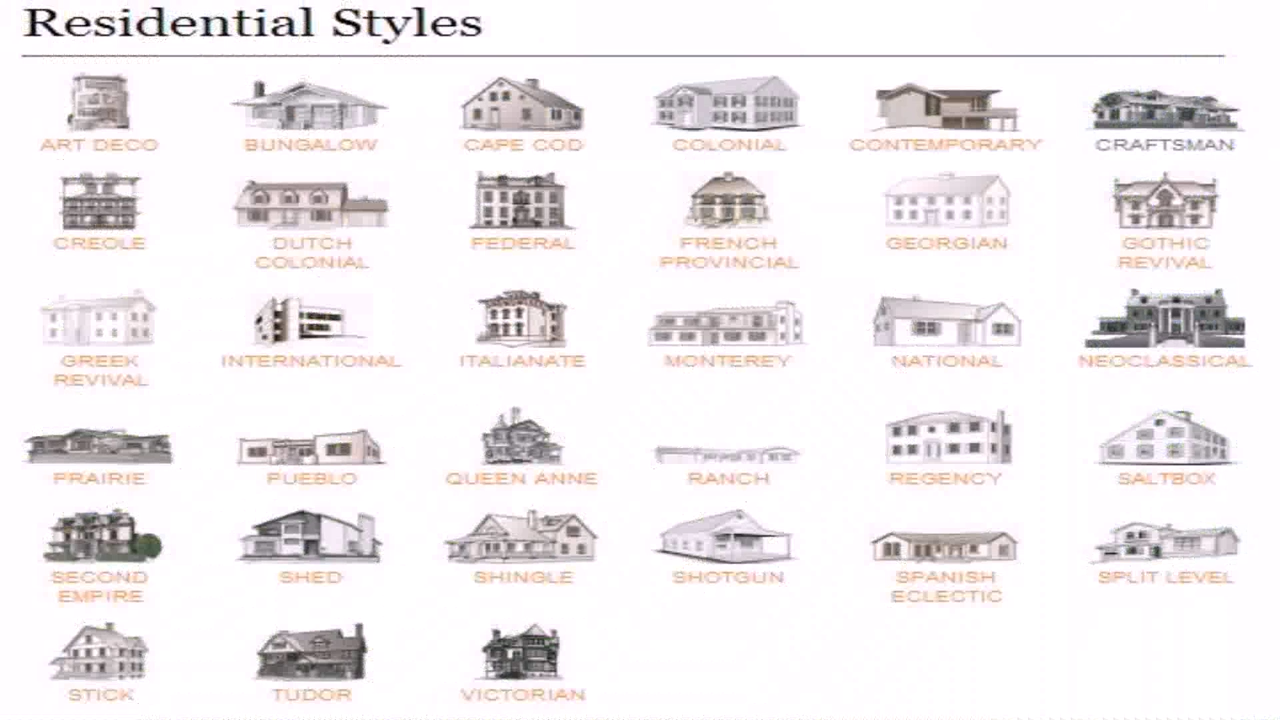 Residential Styles
ART DECO
BUNGALOW
CAPE COD
COLONIAL
CONTEMPORARY
CRAFTSMAN
CREOLE
DUTCH
COLONIAL
FEDERAL
FRENCH
PROVINCIAL
GEORGIAN
GOTHIC
REVIVAL
GREEK
REVIVAL
INTERNATIONAL
ITALIANATE
MONTEREY
NATIONAL
NEOCLASSICAL
PRAIRIE
PUEBLO
QUEEN ANNE
RANCH
REGENCY
SALTBOX
SECOND
EMPIRE
SHED
SHINGLE
SHOTGUN
SPANISH
ECLECTIC
SPLIT LEVEL
STICK
TUDOR
VICTORIAN